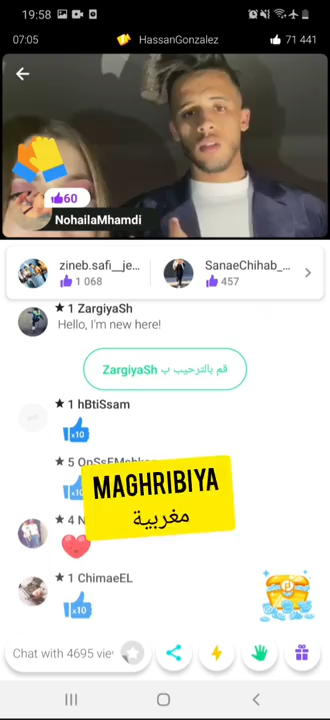 19:58
07:05
HassanGonzalez
71 441
60
NohailaMhamdi
zineb.safi__je...
1 068
SanaeChihab_...
457
★ 1 ZargiyaSh
Hello, I'm new here!
قم بالترحيب ب ZargiyaSh
★ 1 hBtiSsam
x10
★ 5
MAGHRIBIYA
مغربية
★ 4 N
★ 1 ChimaeEL
x10
Chat with 4695 vie